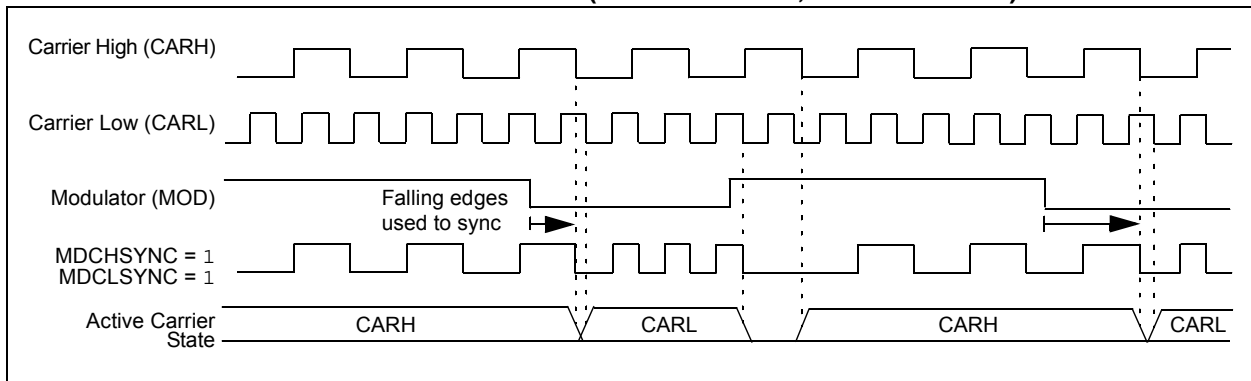 Carrier High (CARH)
Carrier Low (CARL)
Modulator (MOD)
Falling edges
used to sync
MDCHSYNC = 1
MDCLSYNC = 1
Active Carrier
State
CARH
CARL
CARH
CARL